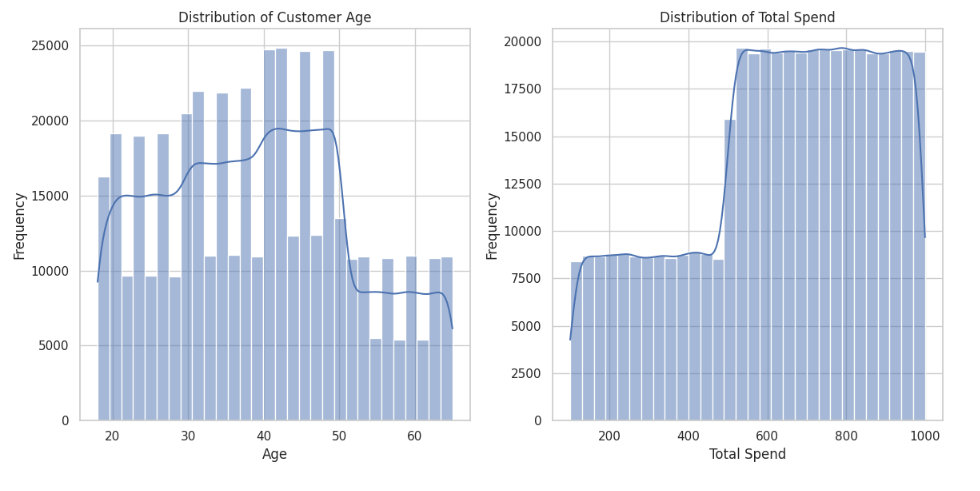 Distribution of Customer Age
25000
20000
15000
10000
5000
0
Frequency
20 30 40 50 60
Age
Distribution of Total Spend
20000
17500
15000
12500
10000
7500
5000
2500
0
Frequency
200 400 600 800 1000
Total Spend